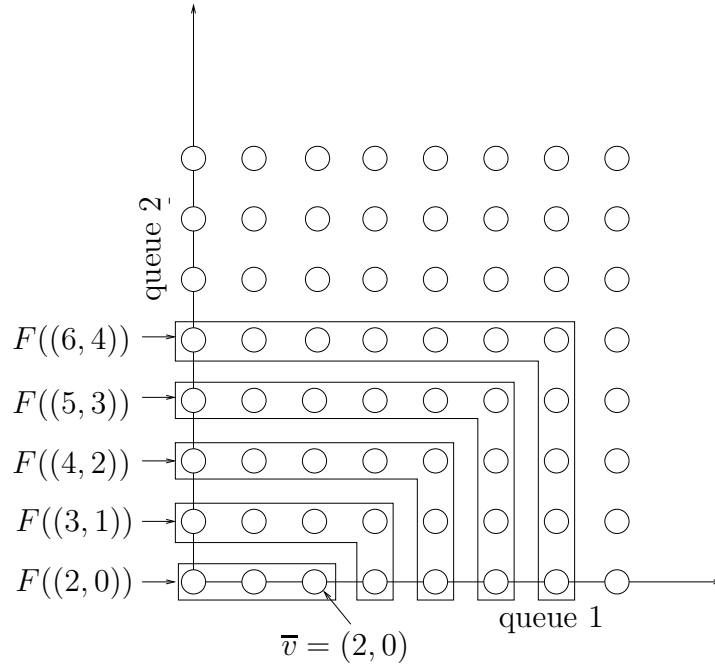 queue 2
F((6, 4))
F((5, 3))
F((4, 2))
F((3, 1))
F((2, 0))
queue 1
v̅ = (2, 0)